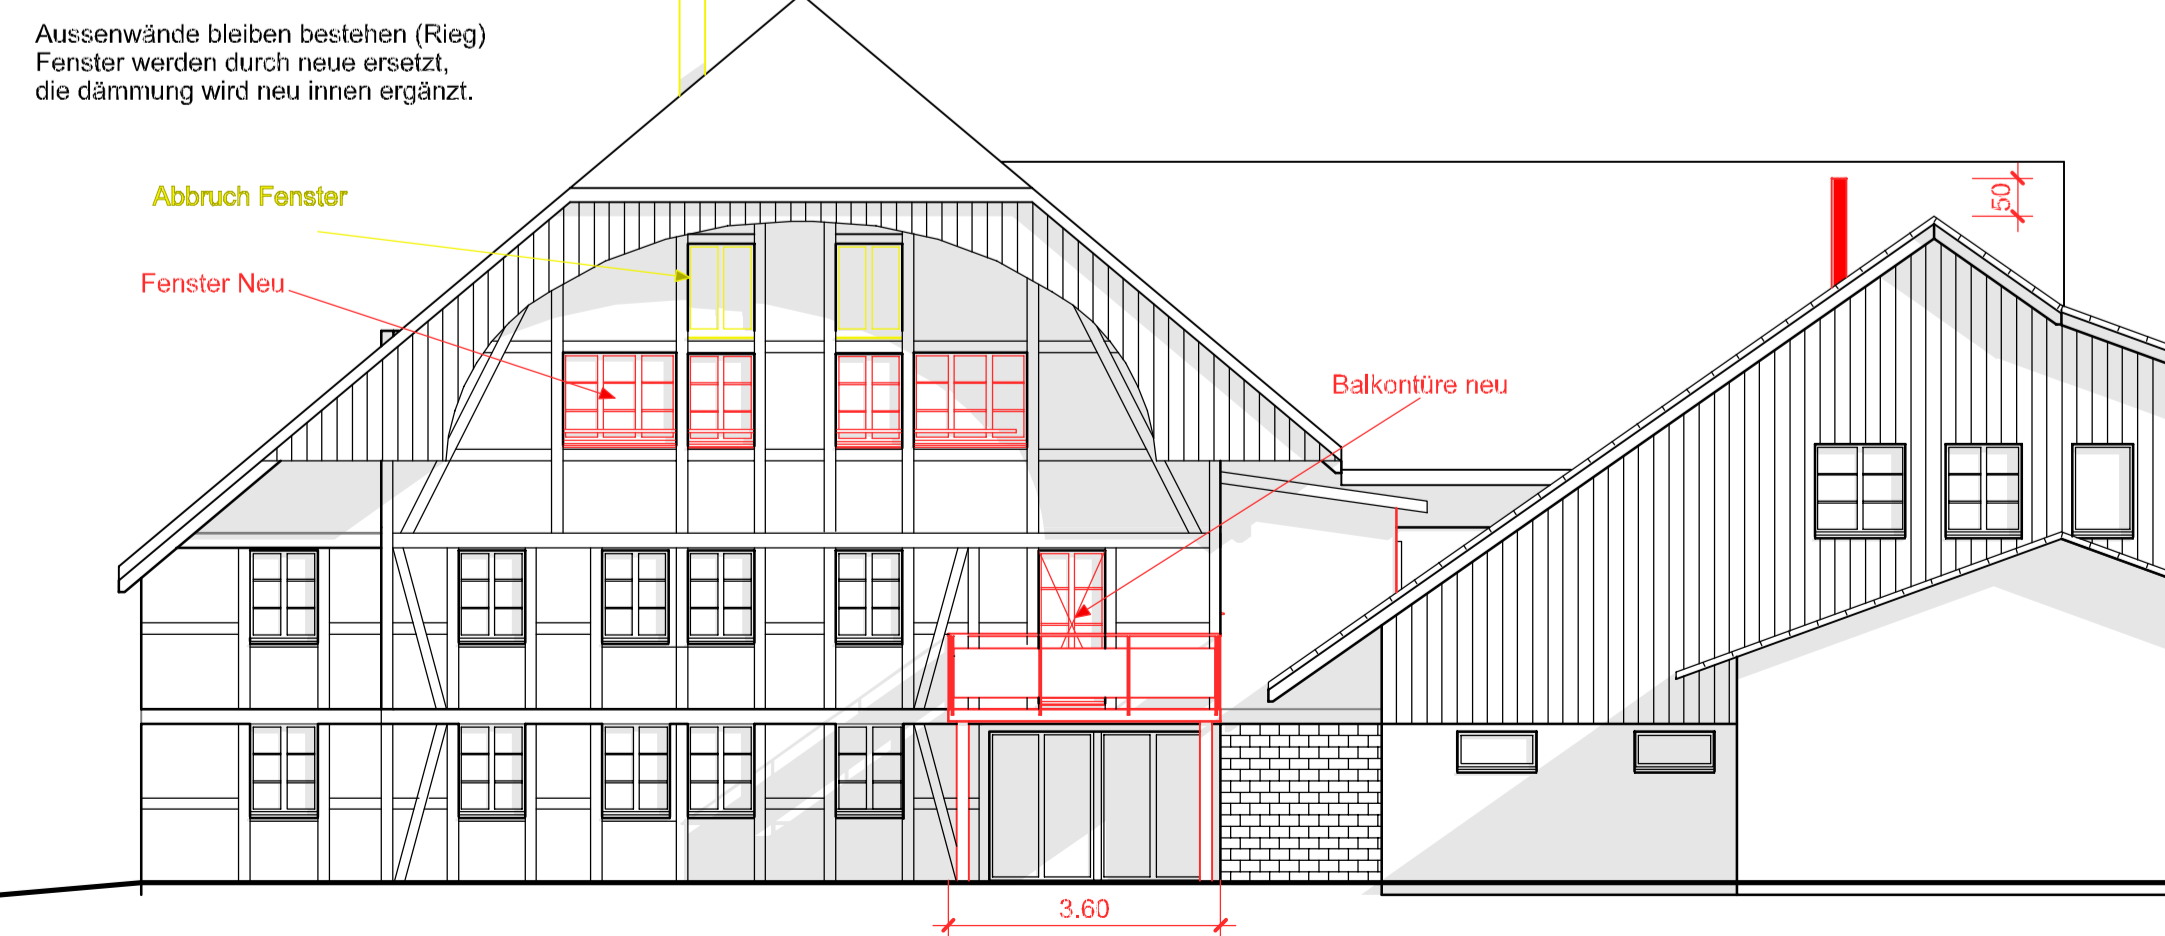 Aussenwände bleiben bestehen (Rieg)
Fenster werden durch neue ersetzt,
die dämmung wird neu innen ergänzt.
Abbruch Fenster
Fenster Neu
50
Balkontüre neu
3.60